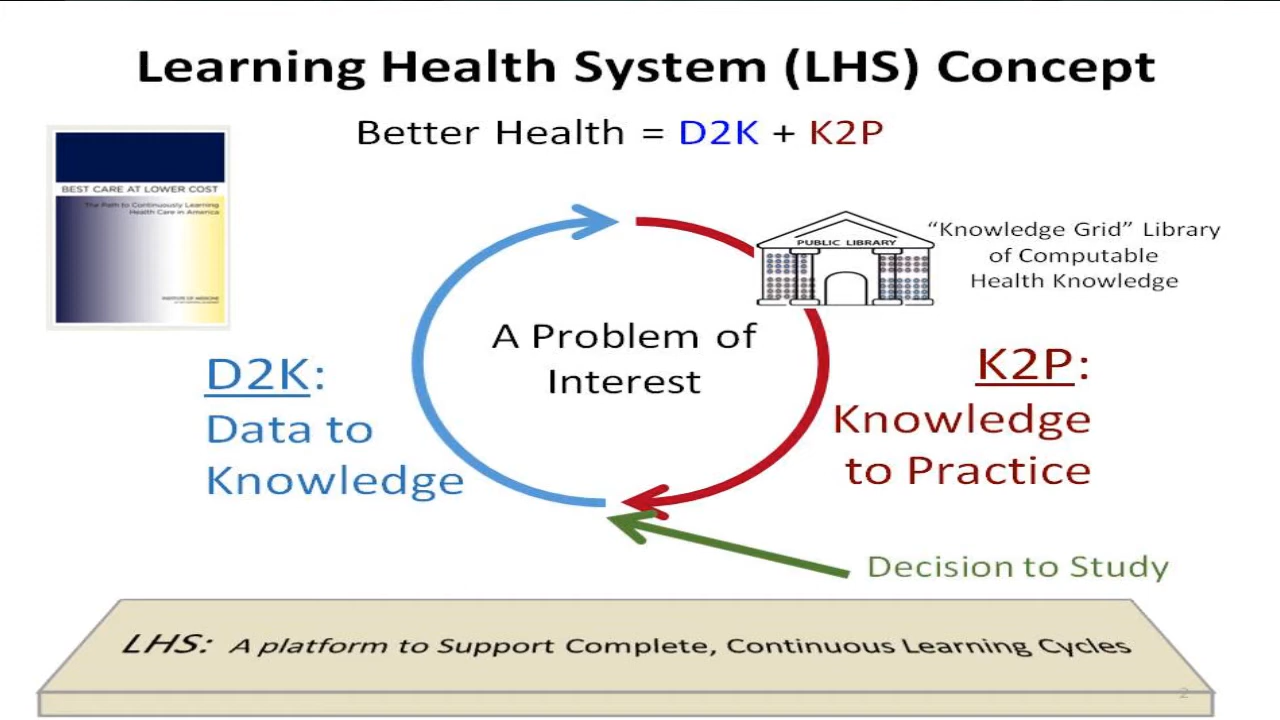 Learning Health System (LHS) Concept
Better Health = D2K + K2P
BEST CARE AT LOWER COST
The Path to Continuously Learning
Health Care in America
INSTITUTE OF MEDICINE
PUBLIC LIBRARY
“Knowledge Grid” Library
of Computable
Health Knowledge
A Problem of
Interest
D2K:
Data to
Knowledge
K2P:
Knowledge
to Practice
Decision to Study
LHS: A platform to Support Complete, Continuous Learning Cycles
2